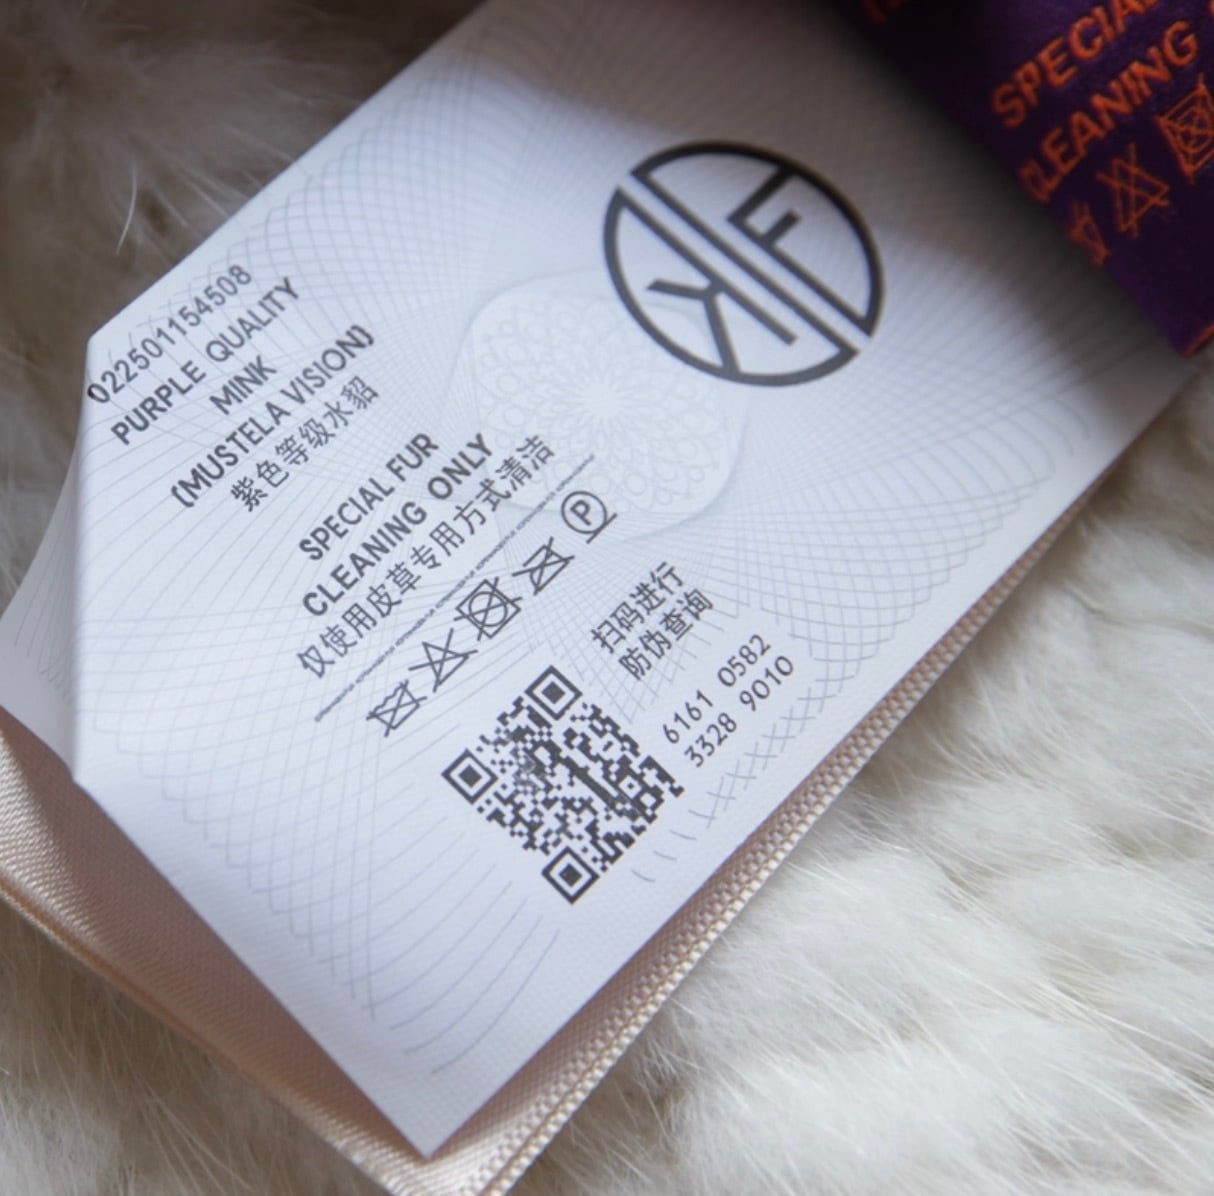 022501154508
PURPLE QUALITY
MINK
(MUSTELA VISION)
紫色等级水貂
SPECIAL FUR
CLEANING ONLY
仅使用皮草专用方式清洁
P
扫码进行
防伪查询
6161 0582
3328 9010
KF
SPECIAL
CLEANING